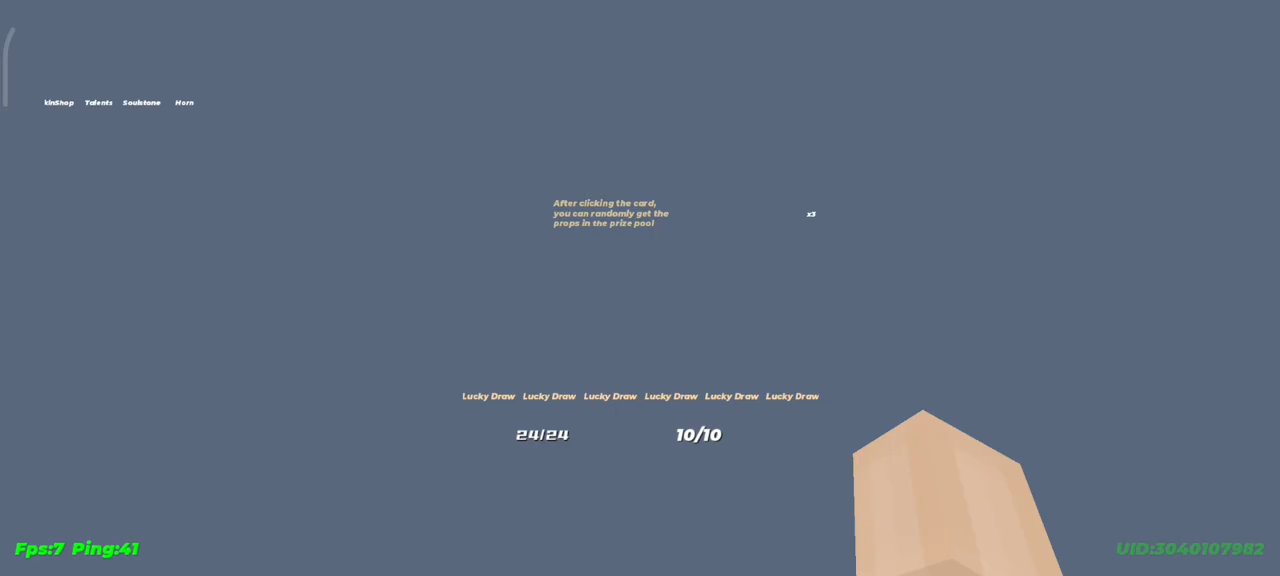 kinShop Talents Soulstone Horn
After clicking the card,
you can randomly get the
props in the prize pool
x3
Lucky Draw Lucky Draw Lucky Draw Lucky Draw Lucky Draw Lucky Draw
24/24 10/10
Fps:7 Ping:41
UID:3040107982